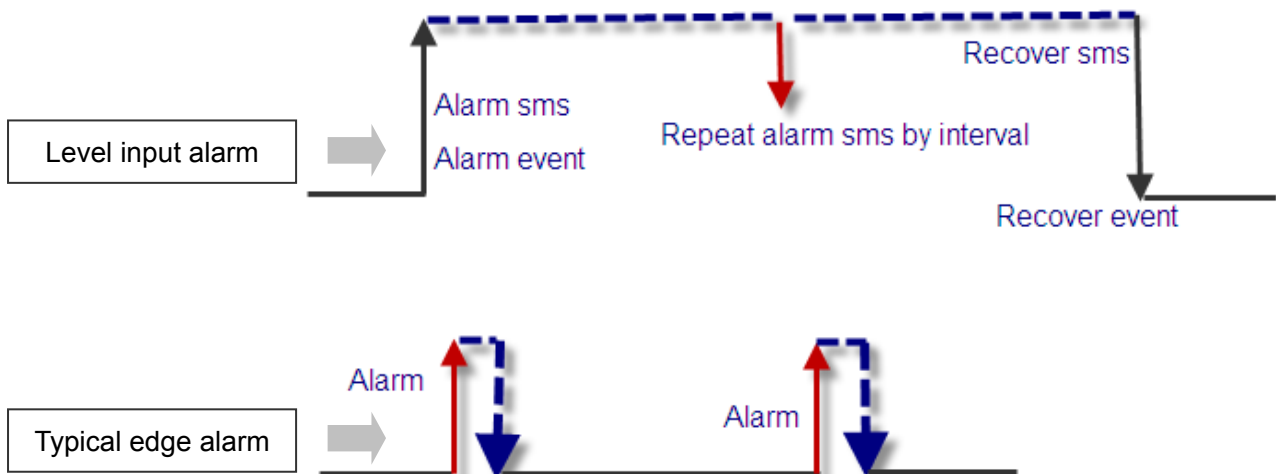 Recover sms
Alarm sms
Repeat alarm sms by interval
Level input alarm
Alarm event
Recover event
Alarm
Alarm
Typical edge alarm